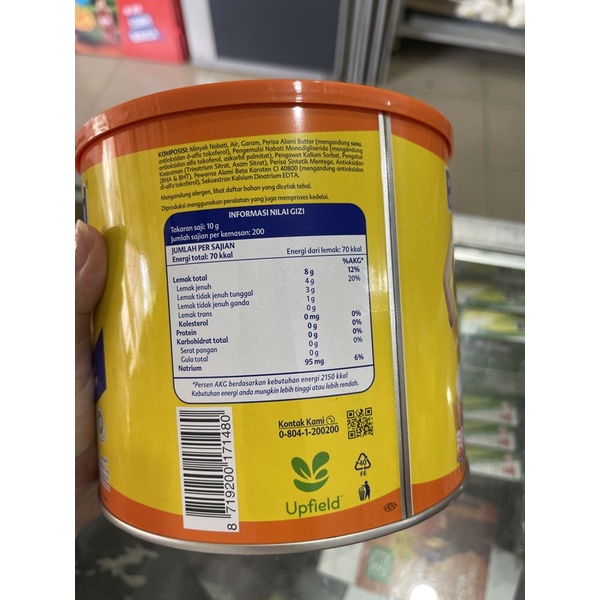 KOMPOSISI: Minyak Nabati, Air, Garam, Perisa Alami Butter (mengandung susu,
antioksidan d-alfa tokoferol), Pengemulsi Nabati Monodigliserida (mengandung
antioksidan alfa tokoferol, askorbil palmitat), Pengawet Kalium Sorbat, Pengatur
Keasaman (Trinatrium Sitrat, Asam Sitrat), Perisa Sintetik Mentega, Antioksidan
(BHA & BHT), Pewarna Alami Beta Karoten CI 40800 (mengandung antioksidan
dl-alfa tokoferol), Sekuestran Kalsium Dinatrium EDTA.
Mengandung alergen, lihat daftar bahan yang dicetak tebal.
Diproduksi menggunakan peralatan yang juga memproses kedelai.
INFORMASI NILAI GIZI
Takaran saji: 10 g
Jumlah sajian per kemasan: 200
JUMLAH PER SAJIAN
Energi total: 70 kkal Energi dari lemak: 70 kkal
%AKG*
Lemak total 8 g 12%
Lemak jenuh 4 g 20%
Lemak tidak jenuh tunggal 3 g
Lemak tidak jenuh ganda 1 g
Lemak trans 0 g
Kolesterol 0 mg 0%
Protein 0 g 0%
Karbohidrat total 0 g 0%
Serat pangan 0 g 0%
Gula total 0 g
Natrium 95 mg 6%
*Persen AKG berdasarkan kebutuhan energi 2150 kkal
Kebutuhan energi anda mungkin lebih tinggi atau lebih rendah.
8 719200 171480
Kontak Kami
0-804-1-200200
Upfield
40
FE